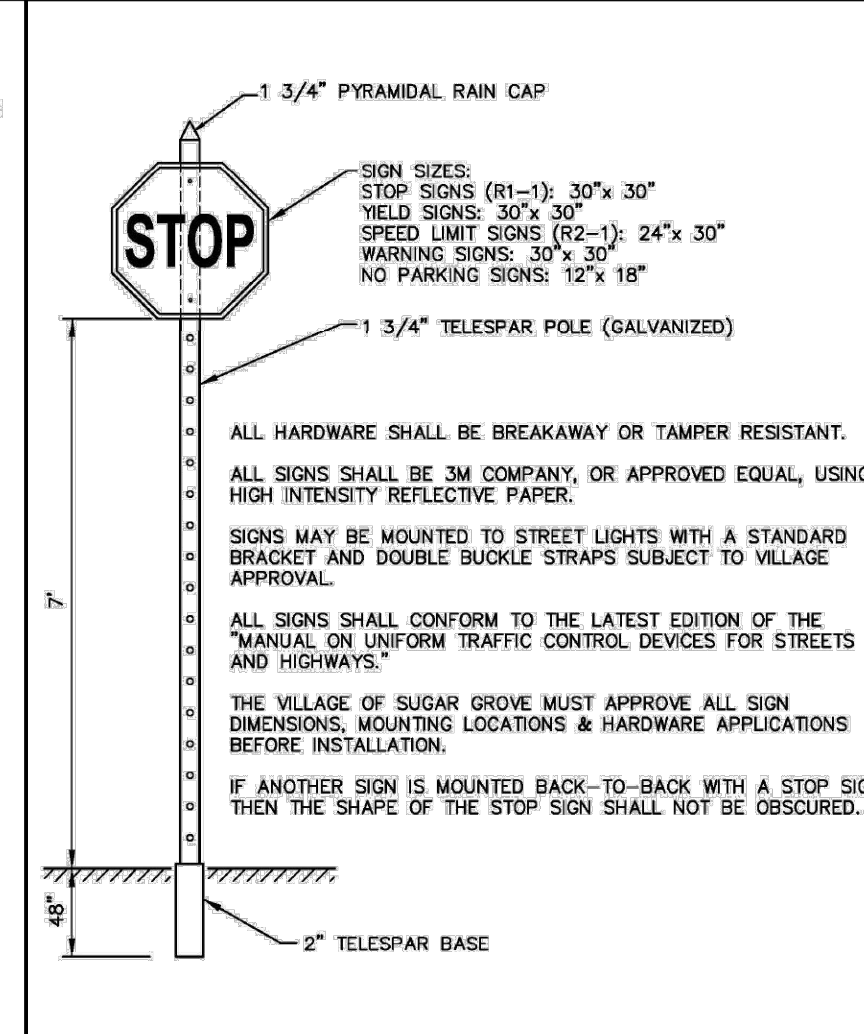 1 3/4" PYRAMIDAL RAIN CAP
SIGN SIZES:
STOP SIGNS (R1-1): 30"x 30"
YIELD SIGNS: 30"x 30"
SPEED LIMIT SIGNS (R2-1): 24"x 30"
WARNING SIGNS: 30"x 30"
NO PARKING SIGNS: 12"x 18"
STOP
1 3/4" TELESPAR POLE (GALVANIZED)
ALL HARDWARE SHALL BE BREAKAWAY OR TAMPER RESISTANT.
ALL SIGNS SHALL BE 3M COMPANY, OR APPROVED EQUAL, USING
HIGH INTENSITY REFLECTIVE PAPER.
SIGNS MAY BE MOUNTED TO STREET LIGHTS WITH A STANDARD
BRACKET AND DOUBLE BUCKLE STRAPS SUBJECT TO VILLAGE
APPROVAL.
7'
ALL SIGNS SHALL CONFORM TO THE LATEST EDITION OF THE
"MANUAL ON UNIFORM TRAFFIC CONTROL DEVICES FOR STREETS
AND HIGHWAYS."
THE VILLAGE OF SUGAR GROVE MUST APPROVE ALL SIGN
DIMENSIONS, MOUNTING LOCATIONS & HARDWARE APPLICATIONS
BEFORE INSTALLATION.
IF ANOTHER SIGN IS MOUNTED BACK-TO-BACK WITH A STOP SIG
THEN THE SHAPE OF THE STOP SIGN SHALL NOT BE OBSCURED.
48"
2" TELESPAR BASE